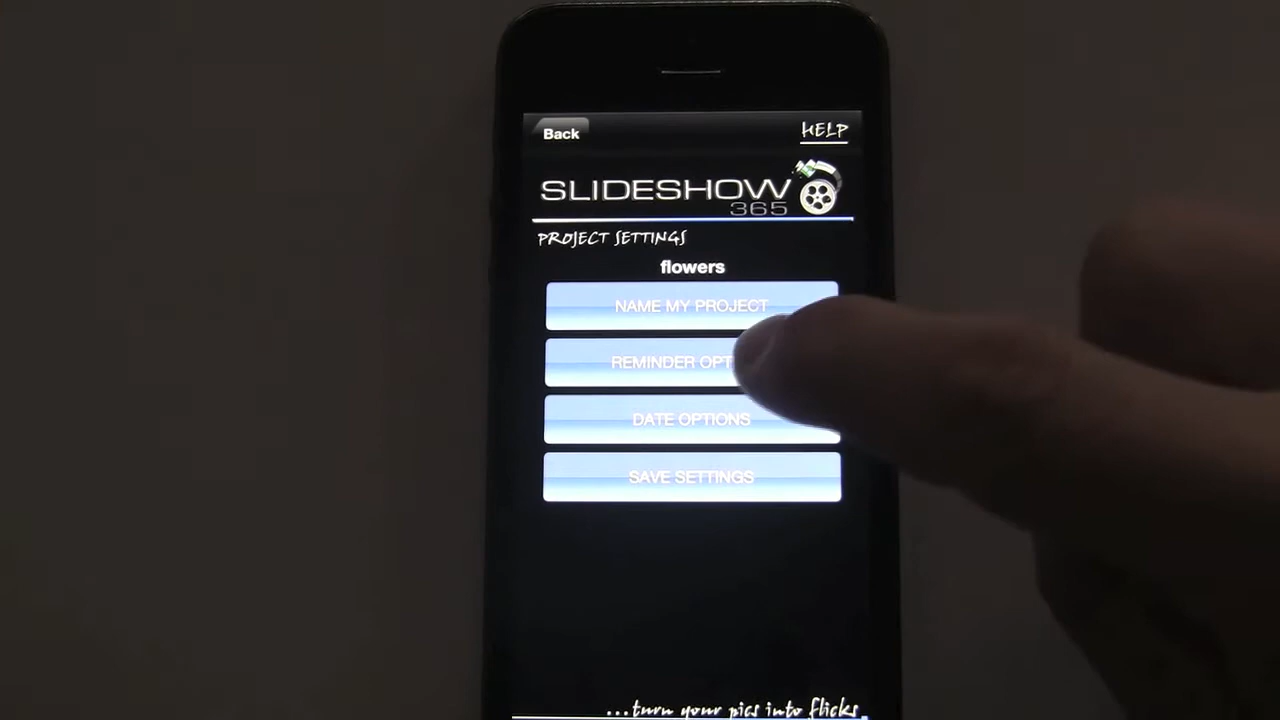 Back
HELP
SLIDESHOW
365
PROJECT SETTINGS
flowers
NAME MY PROJECT
REMINDER OPT
DATE OPTIONS
SAVE SETTINGS
...turn your pics into flicks